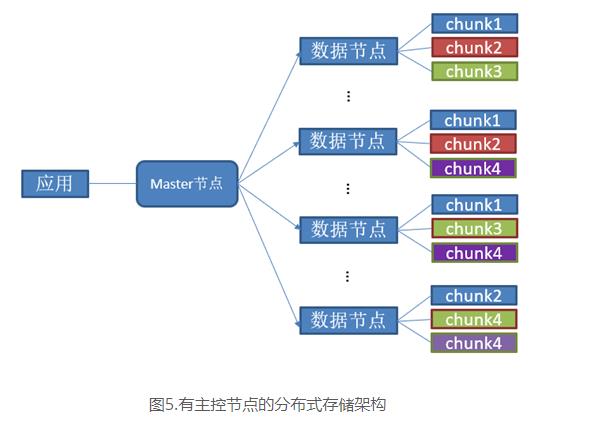 应用
Master节点
数据节点
chunk1
chunk2
chunk3
...
数据节点
chunk1
chunk2
chunk4
...
数据节点
chunk1
chunk3
chunk4
...
数据节点
chunk2
chunk4
chunk4
图5.有主控节点的分布式存储架构